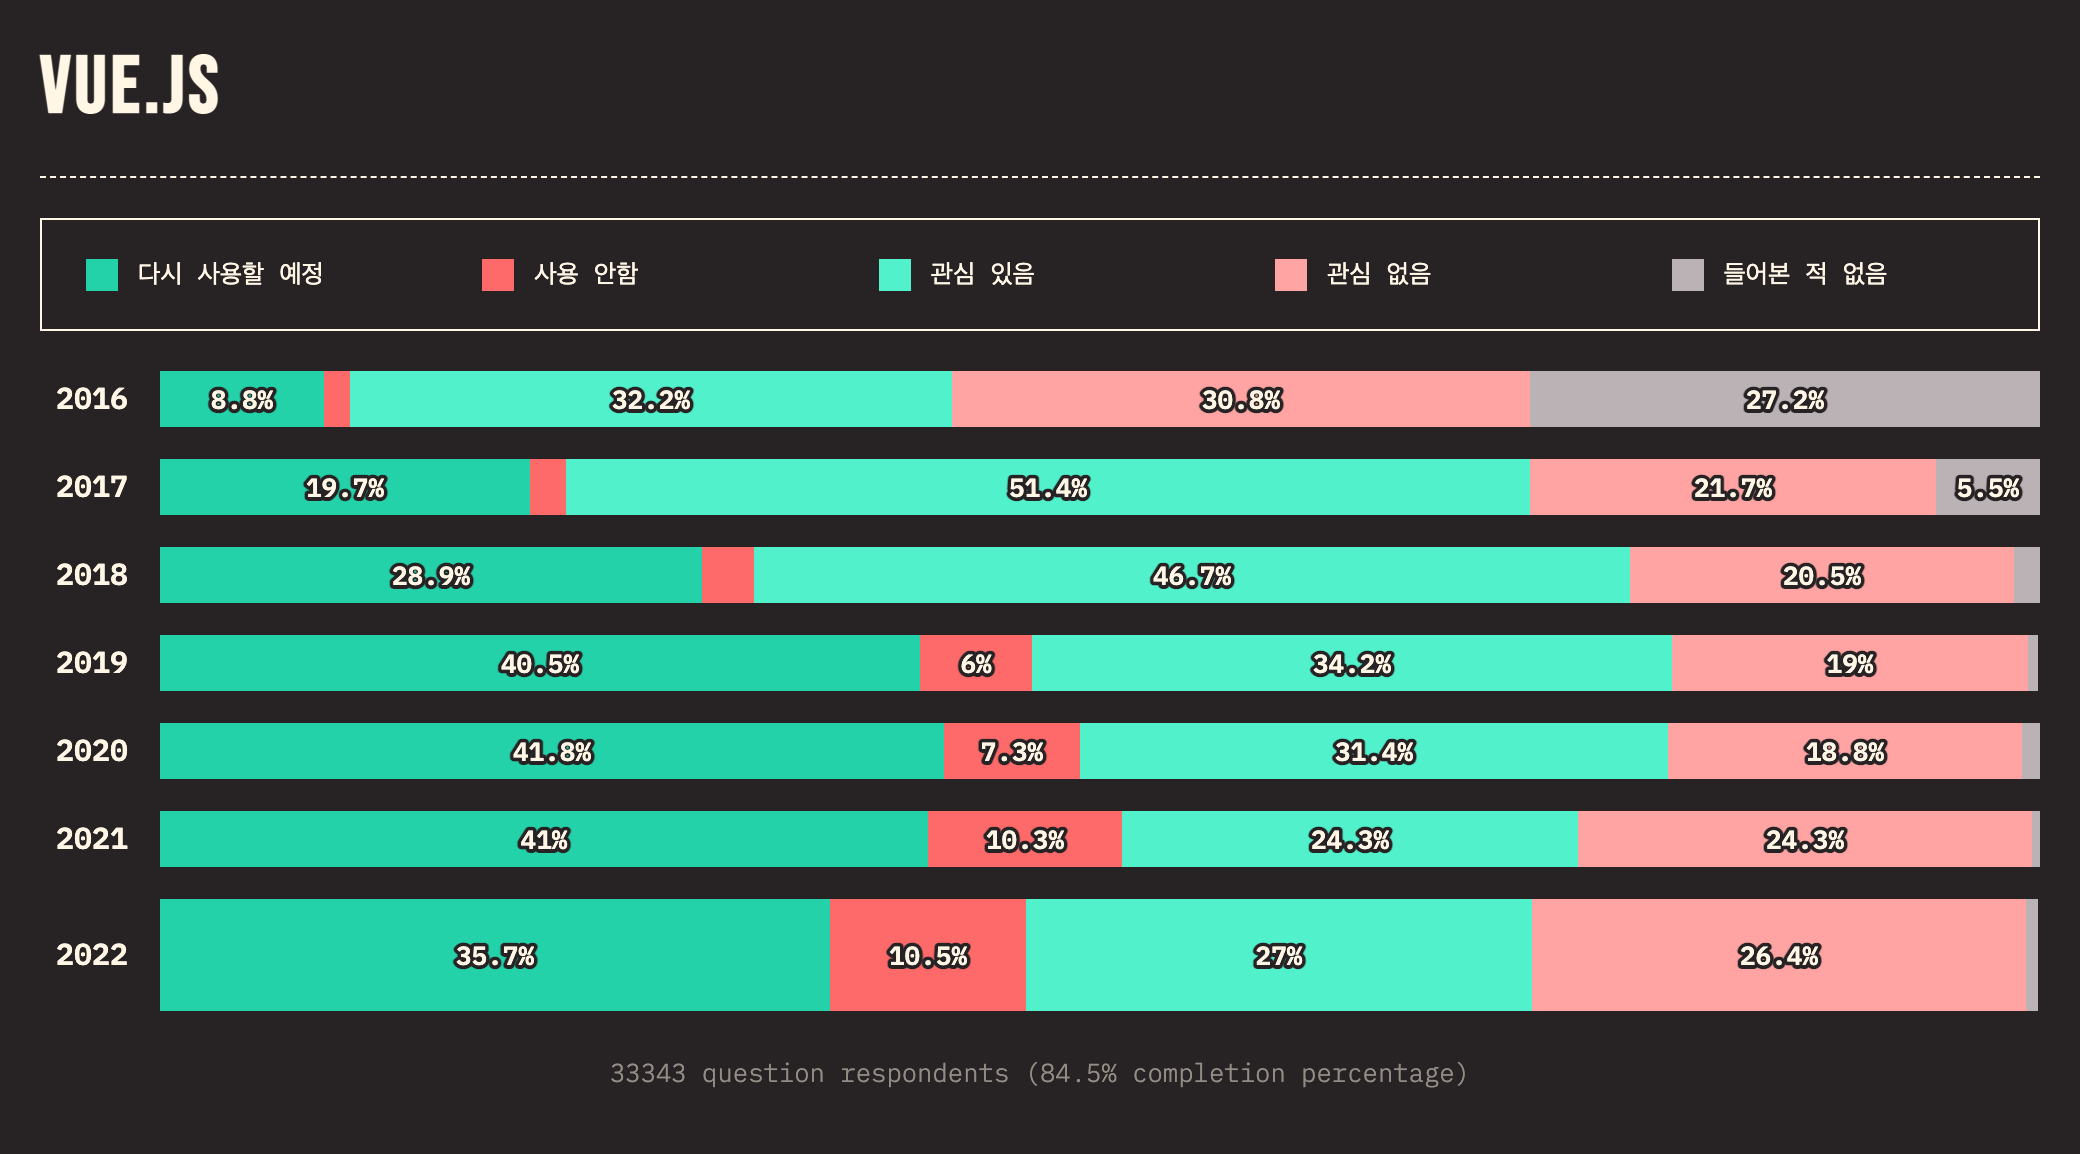 VUE.JS
다시 사용할 예정 사용 안함 관심 있음 관심 없음 들어본 적 없음
2016 8.8% 32.2% 30.8% 27.2%
2017 19.7% 51.4% 21.7% 5.5%
2018 28.9% 46.7% 20.5%
2019 40.5% 6% 34.2% 19%
2020 41.8% 7.3% 31.4% 18.8%
2021 41% 10.3% 24.3% 24.3%
2022 35.7% 10.5% 27% 26.4%
33343 question respondents (84.5% completion percentage)